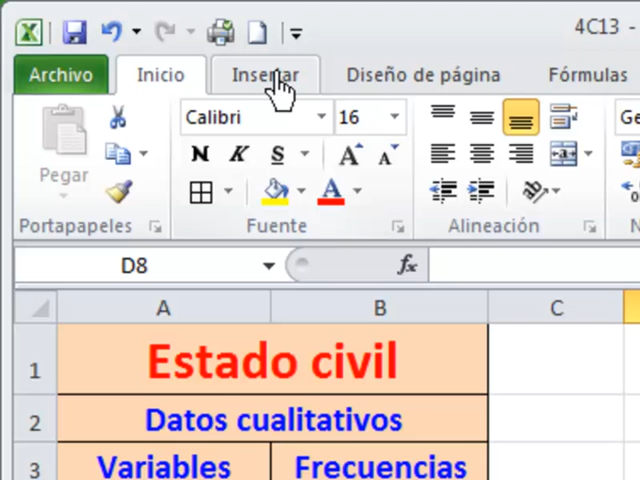 4C13 -
Archivo Inicio Insertar Diseño de página Fórmulas
Calibri 16 Ge
N K S A A
Pegar A
Portapapeles Fuente Alineación N
D8 fx
A B C
1 Estado civil
2 Datos cualitativos
3 Variables Frecuencias